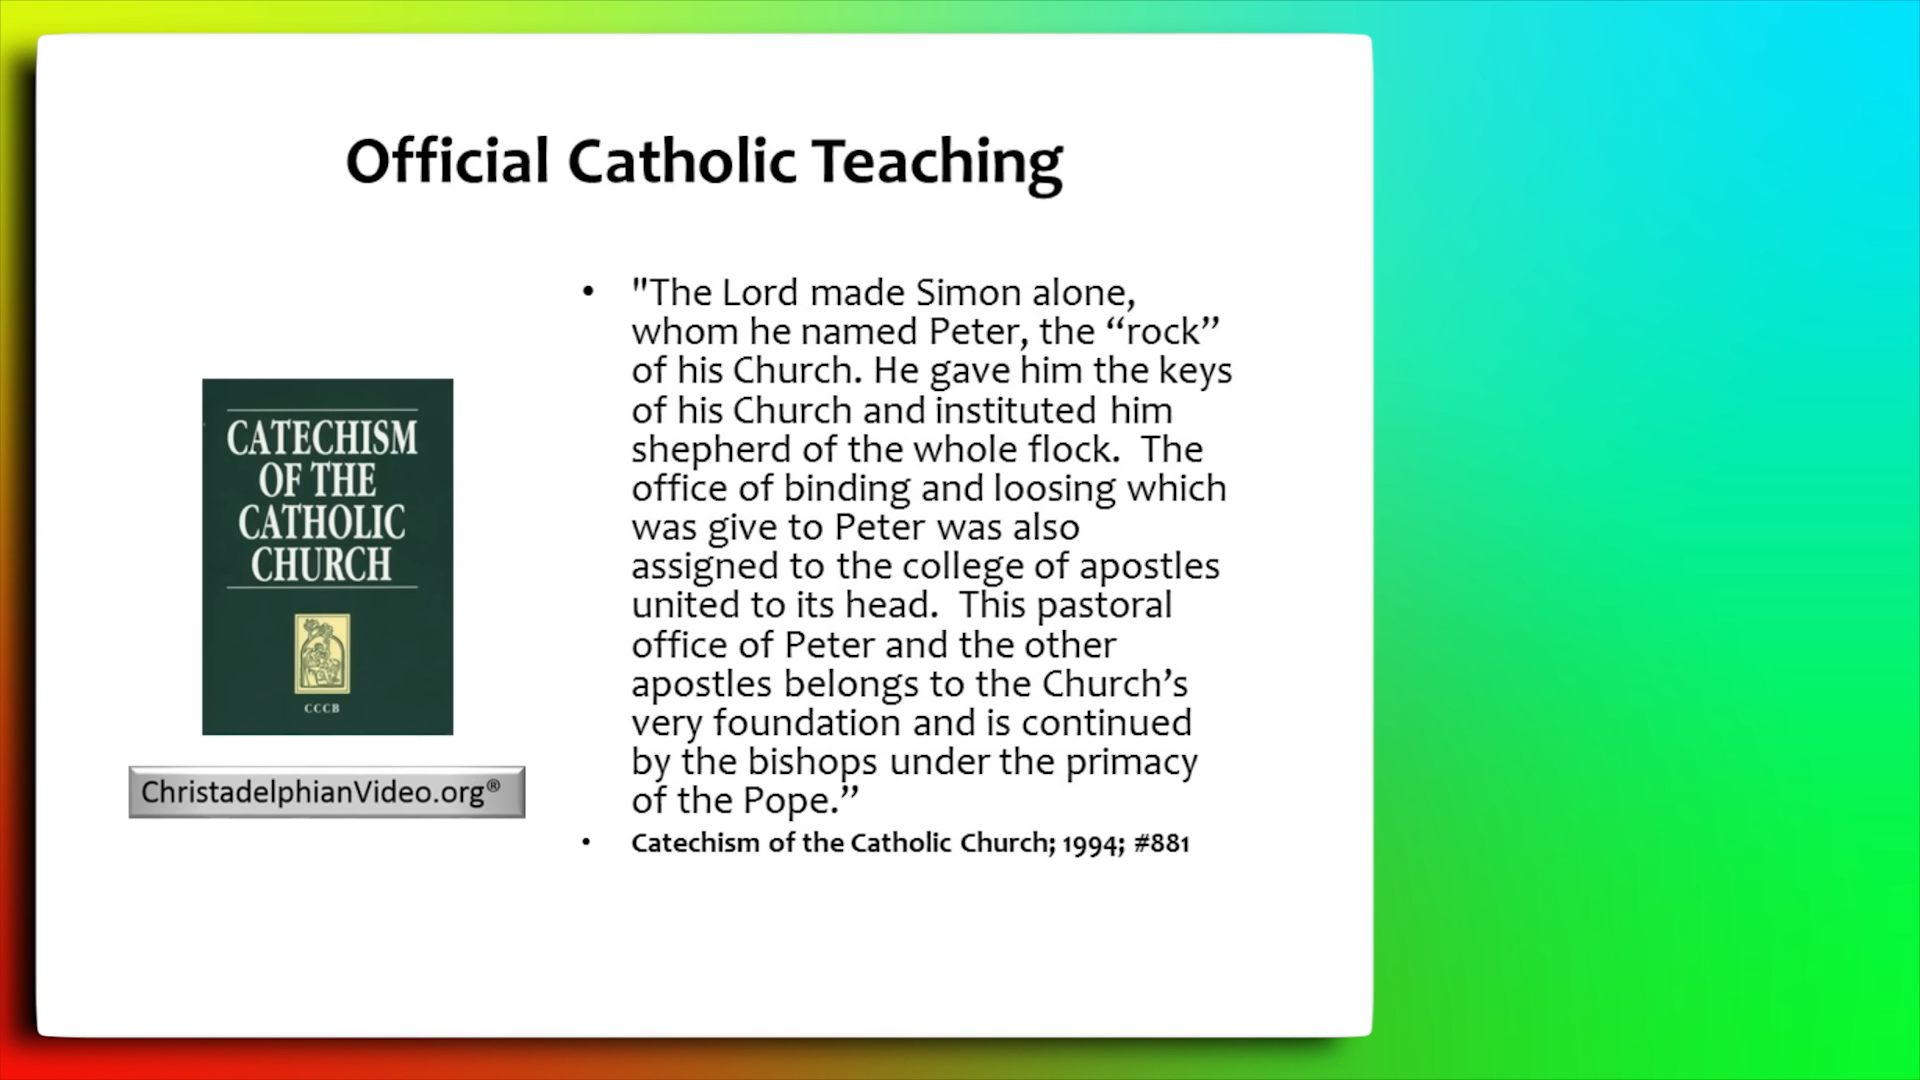 Official Catholic Teaching
CATECHISM
OF THE
CATHOLIC
CHURCH
CCCB
ChristadelphianVideo.org®
• "The Lord made Simon alone,
whom he named Peter, the “rock”
of his Church. He gave him the keys
of his Church and instituted him
shepherd of the whole flock.  The
office of binding and loosing which
was give to Peter was also
assigned to the college of apostles
united to its head.  This pastoral
office of Peter and the other
apostles belongs to the Church’s
very foundation and is continued
by the bishops under the primacy
of the Pope.”
• Catechism of the Catholic Church; 1994; #881